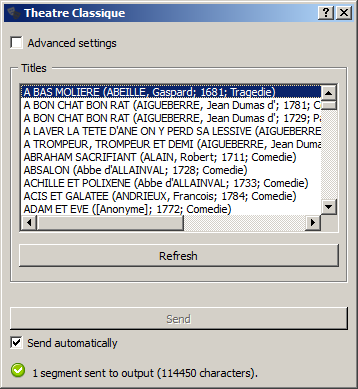 Theatre Classique
Advanced settings
Titles
A BAS MOLIERE (ABEILLE, Gaspard; 1681; Tragedie)
A BON CHAT BON RAT (AIGUEBERRE, Jean Dumas d'; 1781; C
A BON CHAT BON RAT (AIGUEBERRE, Jean Dumas d'; 1729; Pa
A LAVER LA TETE D'ANE ON Y PERD SA LESSIVE (AIGUEBERRE,
A TROMPEUR, TROMPEUR ET DEMI (AIGUEBERRE, Jean Dum
ABRAHAM SACRIFIANT (ALAIN, Robert; 1711; Comedie)
ABSALON (Abbe d'ALLAINVAL; 1728; Comedie)
ACHILLE ET POLIXENE (Abbe d'ALLAINVAL; 1733; Comedie)
ACIS ET GALATEE (ANDRIEUX, Francois; 1784; Comedie)
ADAM ET EVE ([Anonyme]; 1772; Comedie)
Refresh
Send
Send automatically
1 segment sent to output (114450 characters).